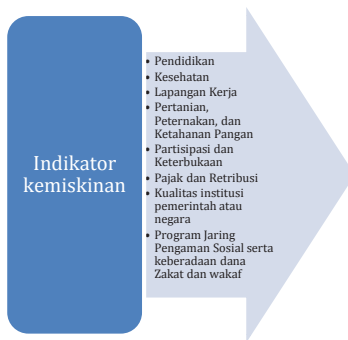 Indikator
kemiskinan
• Pendidikan
• Kesehatan
• Lapangan Kerja
• Pertanian,
Peternakan, dan
Ketahanan Pangan
• Partisipasi dan
Keterbukaan
• Pajak dan Retribusi
• Kualitas institusi
pemerintah atau
negara
• Program Jaring
Pengaman Sosial serta
keberadaan dana
Zakat dan wakaf